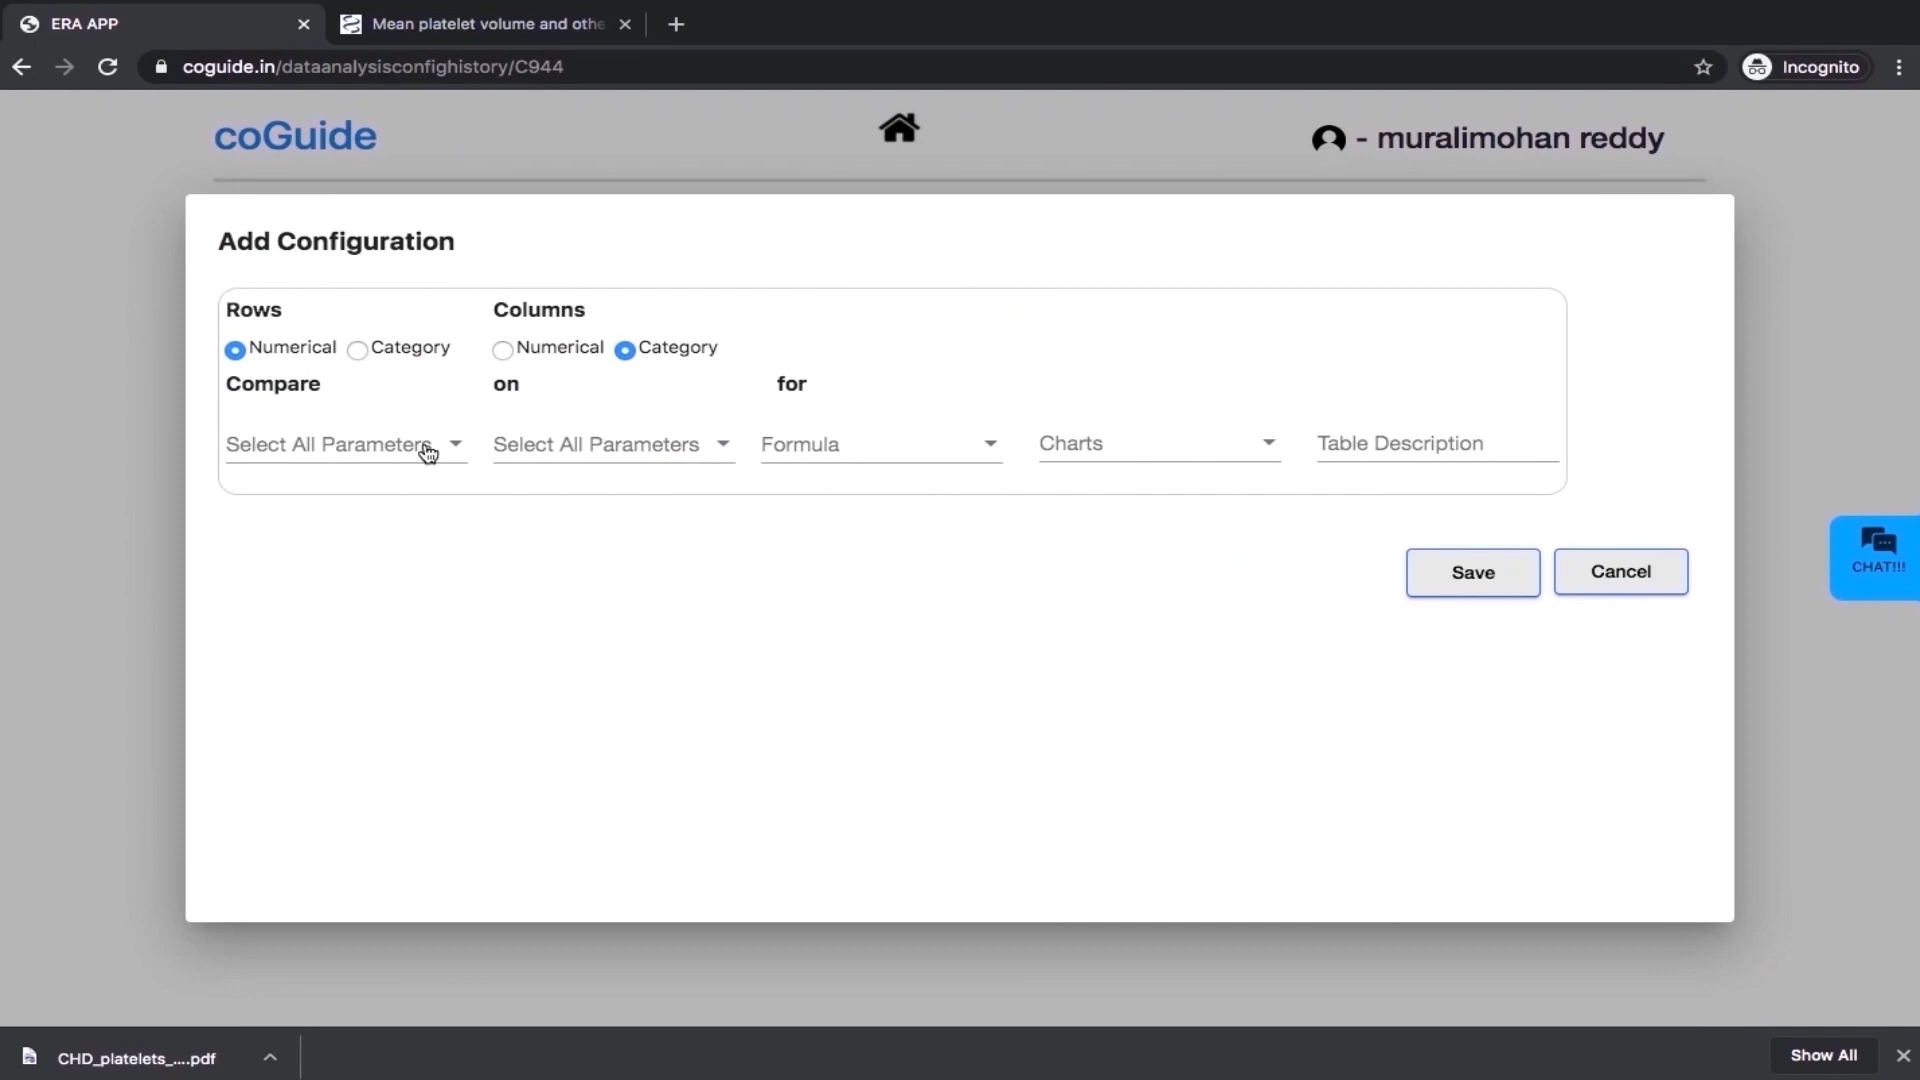 ERA APP
Mean platelet volume and othe
coguide.in/dataanalysisconfighistory/C944
Incognito
coGuide
- muralimohan reddy
Add Configuration
Rows Columns
Numerical Category Numerical Category
Compare on for
Select All Parameters Select All Parameters Formula Charts Table Description
Save Cancel
CHAT!!!
CHD_platelets_....pdf
Show All